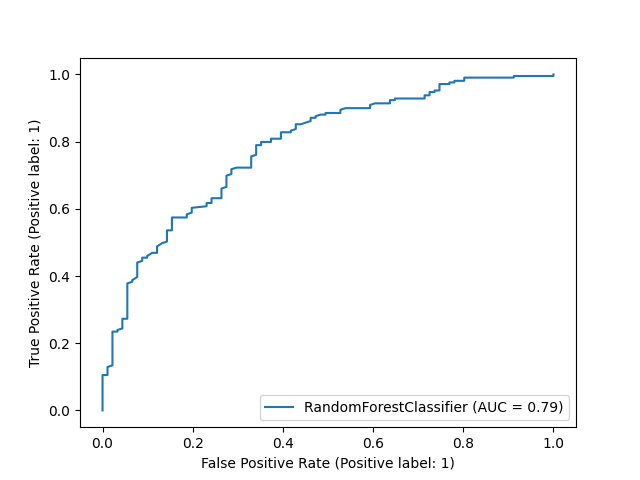 1.0
0.8
0.6
0.4
0.2
0.0
True Positive Rate (Positive label: 1)
RandomForestClassifier (AUC = 0.79)
0.0 0.2 0.4 0.6 0.8 1.0
False Positive Rate (Positive label: 1)